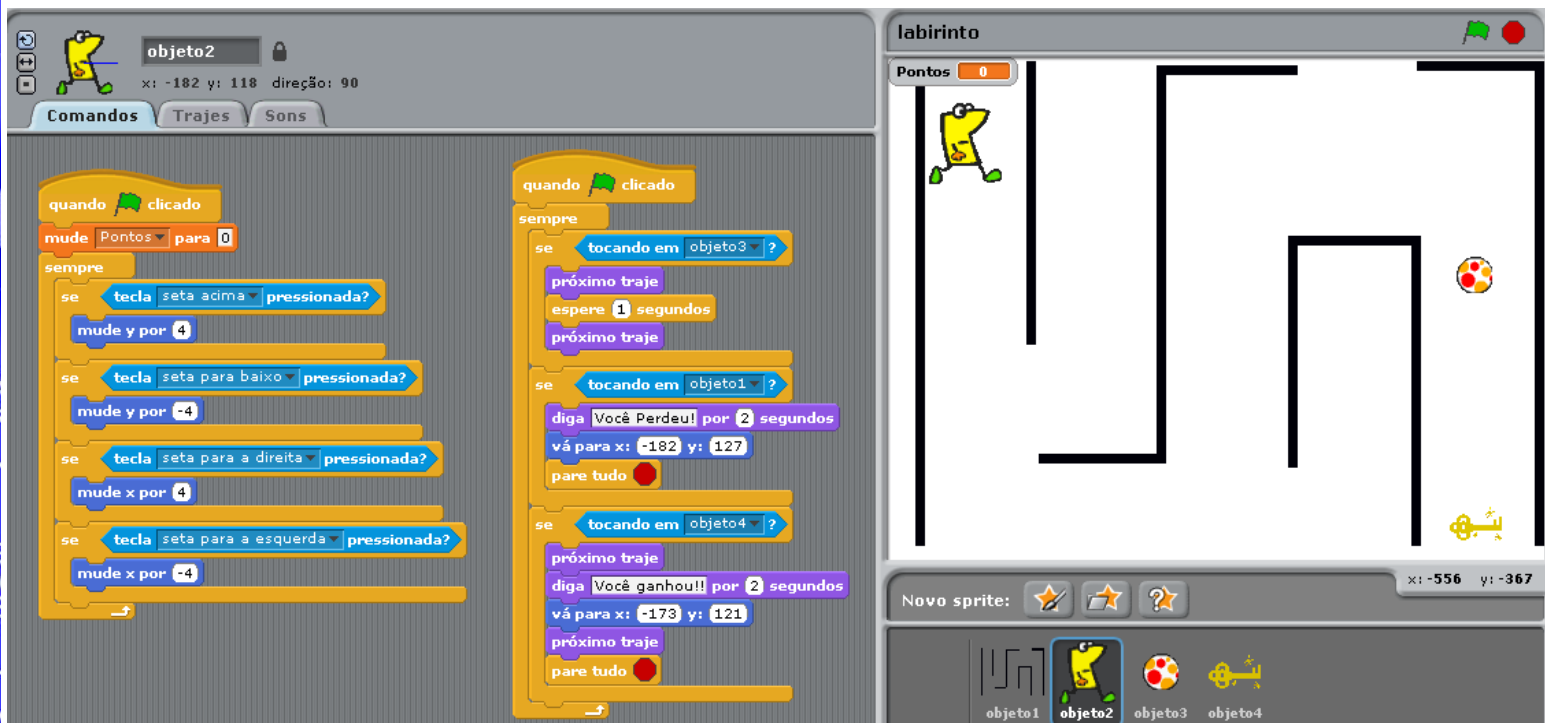 objeto2
x: -182 y: 118 direção: 90
Comandos
Trajes
Sons
quando clicado
mude Pontos para 0
sempre
se tecla seta acima pressionada?
mude y por 4
se tecla seta para baixo pressionada?
mude y por -4
se tecla seta para a direita pressionada?
mude x por 4
se tecla seta para a esquerda pressionada?
mude x por -4
quando clicado
sempre
se tocando em objeto3 ?
próximo traje
espere 1 segundos
próximo traje
se tocando em objeto1 ?
diga Você Perdeu! por 2 segundos
vá para x: -182 y: 127
pare tudo
se tocando em objeto4 ?
próximo traje
diga Você ganhou!! por 2 segundos
vá para x: -173 y: 121
próximo traje
pare tudo
labirinto
Pontos 0
x: -556 y: -367
Novo sprite:
objeto1
objeto2
objeto3
objeto4